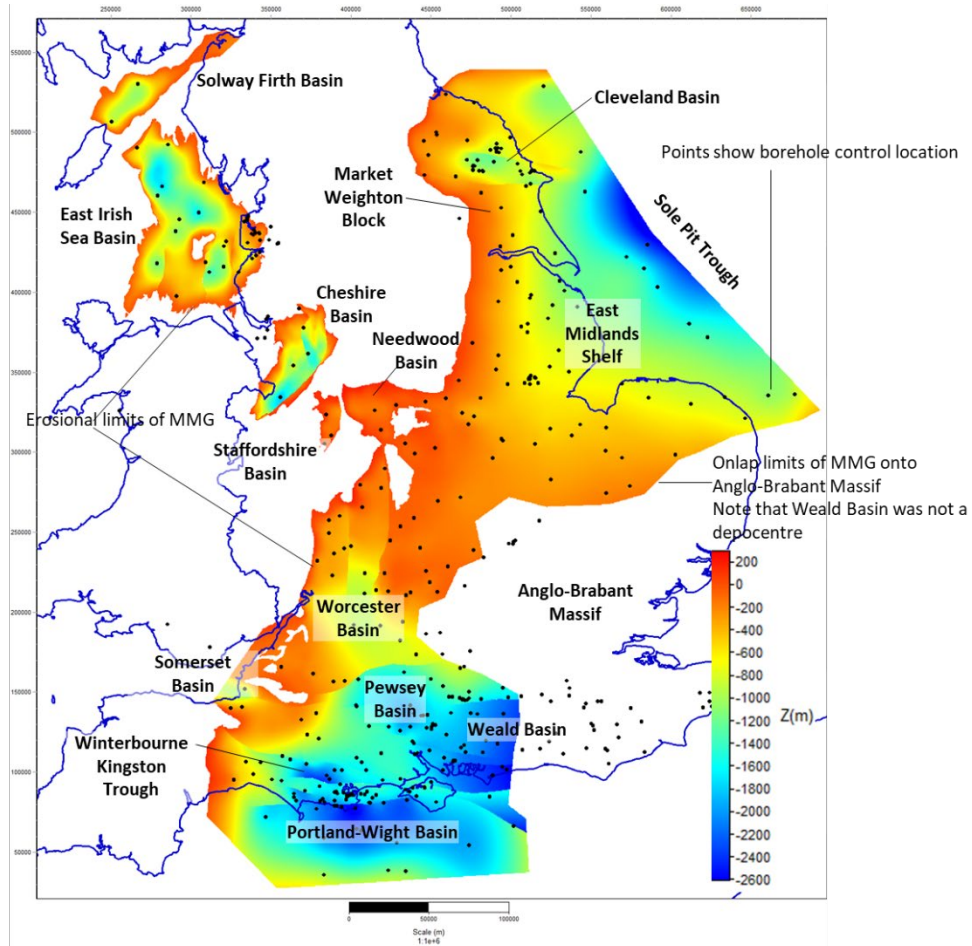 200000 250000 300000 350000 400000 450000 500000 550000 600000 650000
550000
500000
450000
400000
350000
300000
250000
200000
150000
100000
50000
Solway Firth Basin
Cleveland Basin
Points show borehole control location
Market
Weighton
Block
East Irish
Sea Basin
Sole Pit Trough
Cheshire
Basin
Needwood
Basin
East
Midlands
Shelf
Erosional limits of MMG
Staffordshire
Basin
Onlap limits of MMG onto
Anglo-Brabant Massif
Note that Weald Basin was not a
depocentre
Anglo-Brabant
Massif
Worcester
Basin
Somerset
Basin
Pewsey
Basin
Weald Basin
Winterbourne
Kingston
Trough
Portland-Wight Basin
200
0
-200
-400
-600
-800
-1000
-1200
Z(m)
-1400
-1600
-1800
-2000
-2200
-2400
-2600
0 50000 100000
Scale (m)
1:1e+6